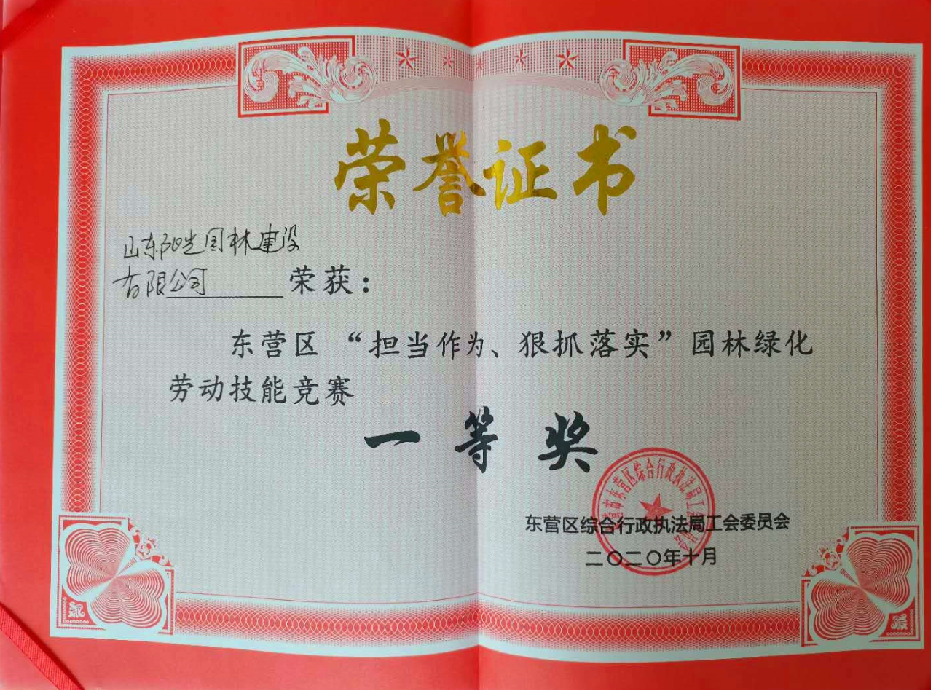 荣誉证书
山东阳光园林建设
有限公司 荣获：
东营区“担当作为、狠抓落实”园林绿化
劳动技能竞赛
一等奖
东营区综合行政执法局工会委员会
二〇二〇年十月